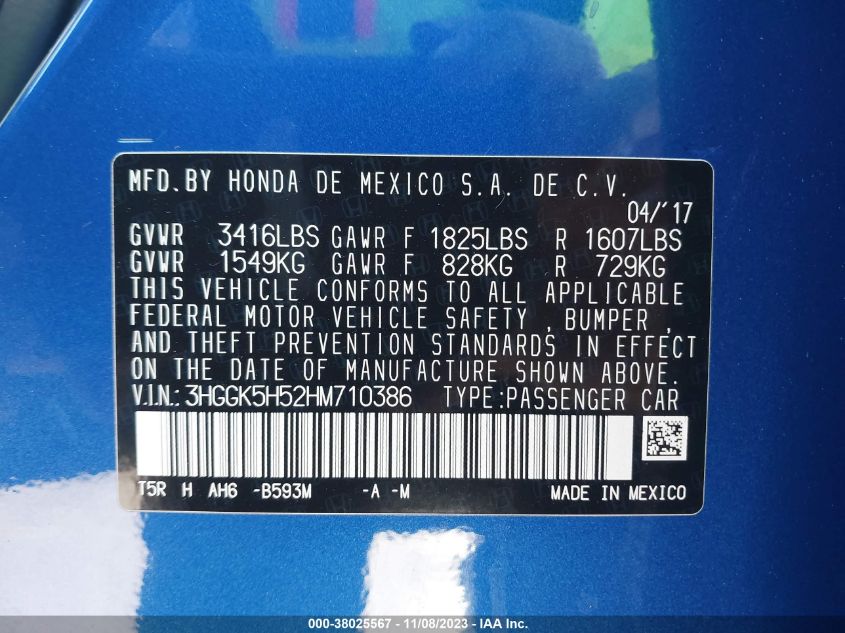 MFD. BY HONDA DE MEXICO S.A. DE C.V.
04/'17
GVWR 3416LBS GAWR F 1825LBS R 1607LBS
GVWR 1549KG GAWR F 828KG R 729KG
THIS VEHICLE CONFORMS TO ALL APPLICABLE
FEDERAL MOTOR VEHICLE SAFETY , BUMPER ,
AND THEFT PREVENTION STANDARDS IN EFFECT
ON THE DATE OF MANUFACTURE SHOWN ABOVE.
V.I.N.: 3HGGK5H52HM710386 TYPE: PASSENGER CAR
T5R H AH6 -B593M -A -M MADE IN MEXICO
000-38025567 - 11/08/2023 - IAA Inc.